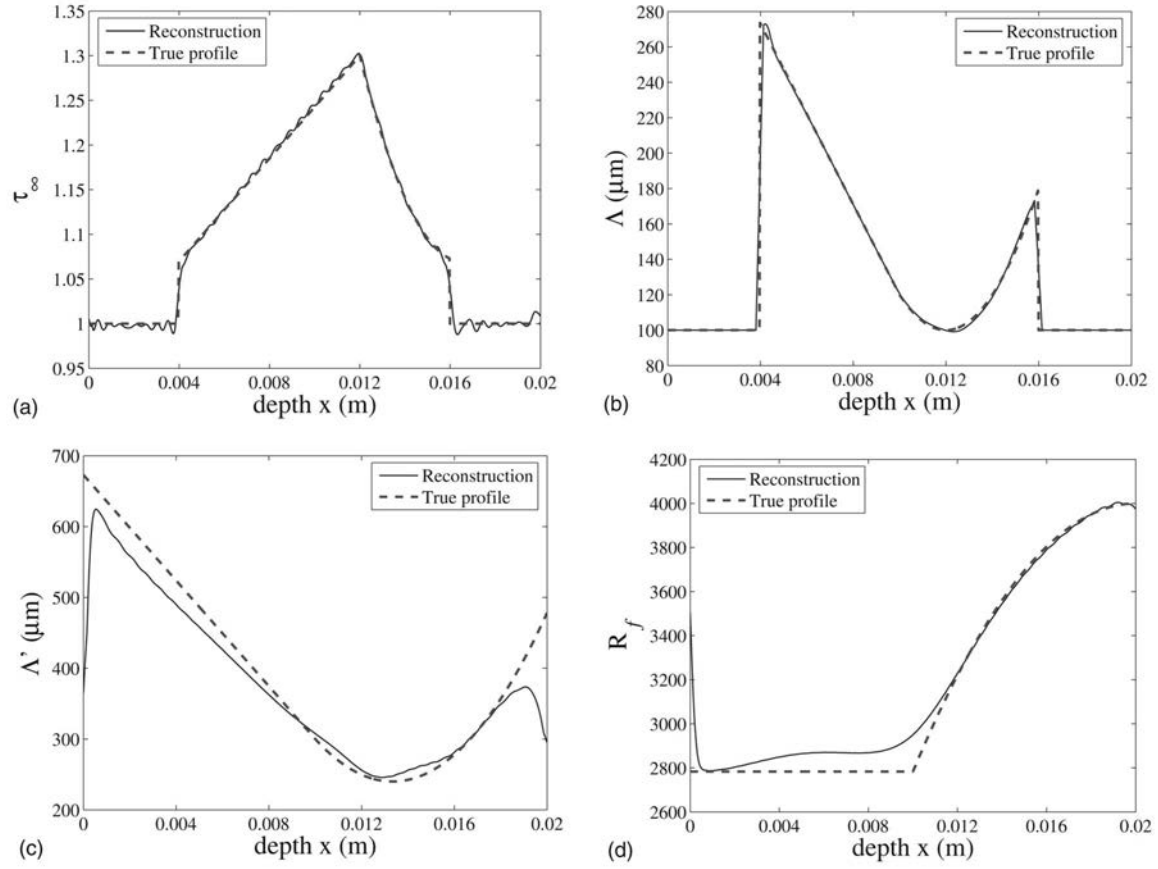 1.35
1.3
1.25
1.2
1.15
1.1
1.05
1
0.95
τ∞
Reconstruction
True profile
0 0.004 0.008 0.012 0.016 0.02
(a) depth x (m)
280
260
240
220
200
180
160
140
120
100
80
Λ (μm)
Reconstruction
True profile
0 0.004 0.008 0.012 0.016 0.02
(b) depth x (m)
700
600
500
400
300
200
Λ' (μm)
Reconstruction
True profile
0 0.004 0.008 0.012 0.016 0.02
(c) depth x (m)
4200
4000
3800
3600
3400
3200
3000
2800
2600
R_f
Reconstruction
True profile
0 0.004 0.008 0.012 0.016 0.02
(d) depth x (m)